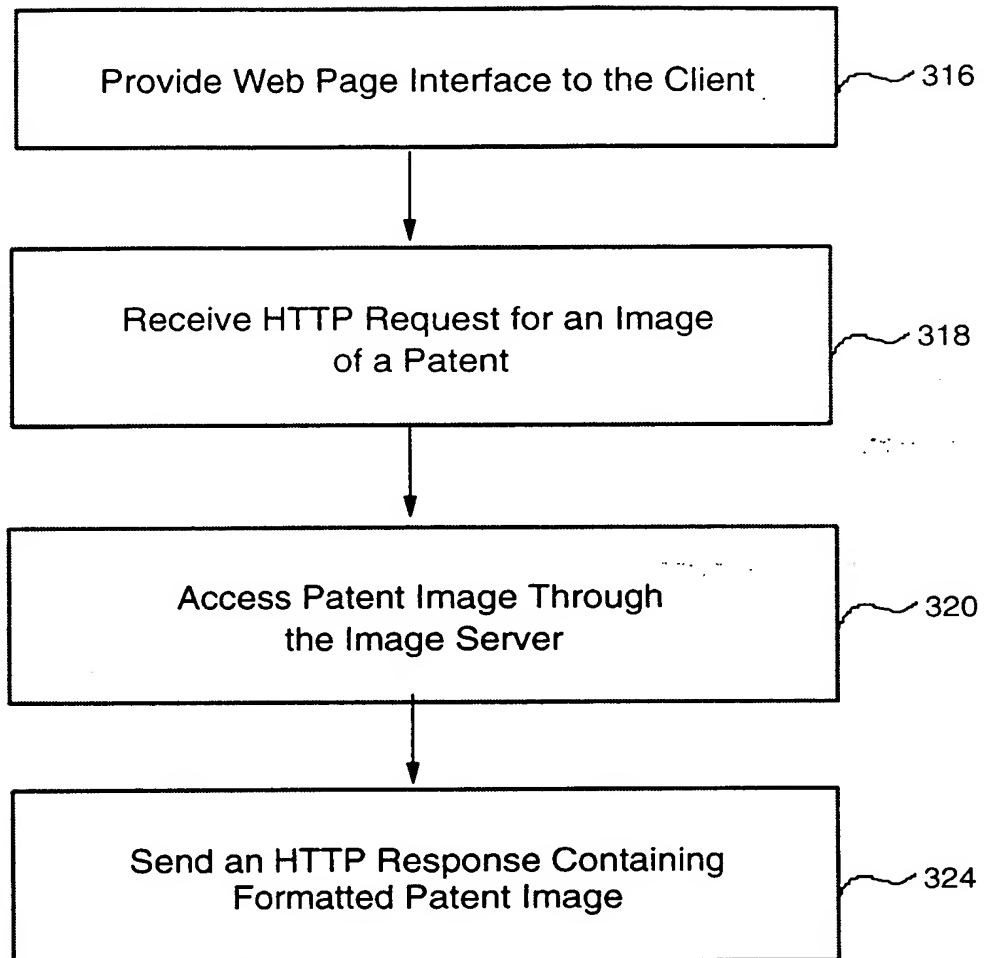 Provide Web Page Interface to the Client
316
Receive HTTP Request for an Image
of a Patent
318
Access Patent Image Through
the Image Server
320
Send an HTTP Response Containing
Formatted Patent Image
324